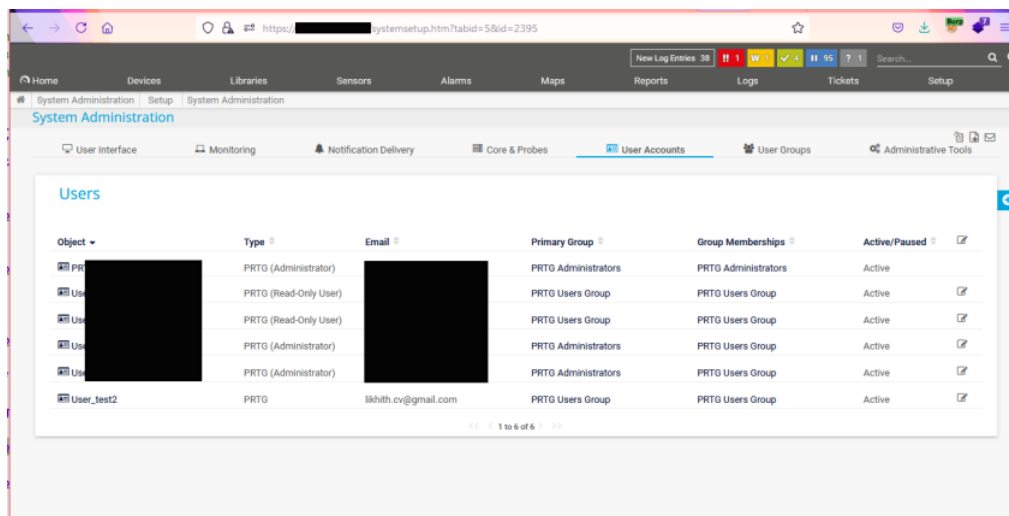 https:// systemsetup.htm?tabid=5&id=2395
Burp
7
New Log Entries 38 !! 1 W 1 4 II 95 ? 1 Search...
Home Devices Libraries Sensors Alarms Maps Reports Logs Tickets Setup
System Administration Setup System Administration
System Administration
User Interface Monitoring Notification Delivery Core & Probes User Accounts User Groups Administrative Tools
Users
Object Type Email Primary Group Group Memberships Active/Paused
PR PRTG (Administrator) PRTG Administrators PRTG Administrators Active
Use PRTG (Read-Only User) PRTG Users Group PRTG Users Group Active
Use PRTG (Read-Only User) PRTG Users Group PRTG Users Group Active
Use PRTG (Administrator) PRTG Administrators PRTG Users Group Active
Use PRTG (Administrator) PRTG Administrators PRTG Users Group Active
User_test2 PRTG likhith.cv@gmail.com PRTG Users Group PRTG Users Group Active
<< < 1 to 6 of 6 > >>